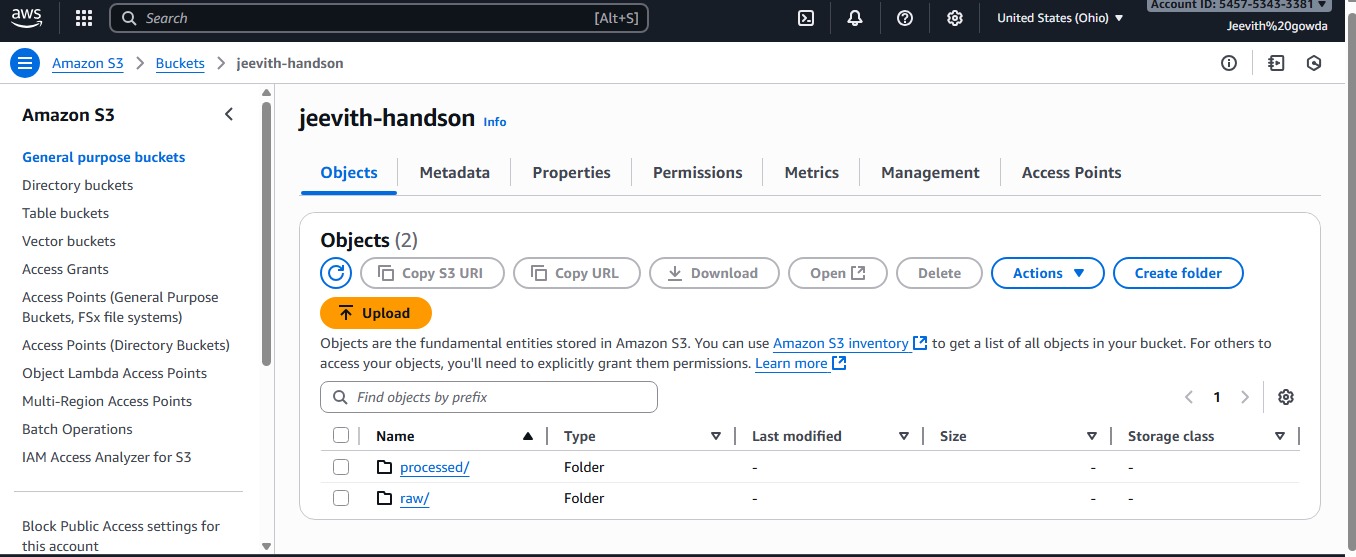 aws
Search [Alt+S]
United States (Ohio)
Account ID: 5457-5343-3381
Jeevith%20gowda
Amazon S3 > Buckets > jeevith-handson
Amazon S3
General purpose buckets
Directory buckets
Table buckets
Vector buckets
Access Grants
Access Points (General Purpose
Buckets, FSx file systems)
Access Points (Directory Buckets)
Object Lambda Access Points
Multi-Region Access Points
Batch Operations
IAM Access Analyzer for S3
Block Public Access settings for
this account
jeevith-handson Info
Objects Metadata Properties Permissions Metrics Management Access Points
Objects (2)
Copy S3 URI Copy URL Download Open Delete Actions Create folder
Upload
Objects are the fundamental entities stored in Amazon S3. You can use Amazon S3 inventory to get a list of all objects in your bucket. For others to
access your objects, you'll need to explicitly grant them permissions. Learn more
Find objects by prefix
1
Name Type Last modified Size Storage class
processed/ Folder - - -
raw/ Folder - - -